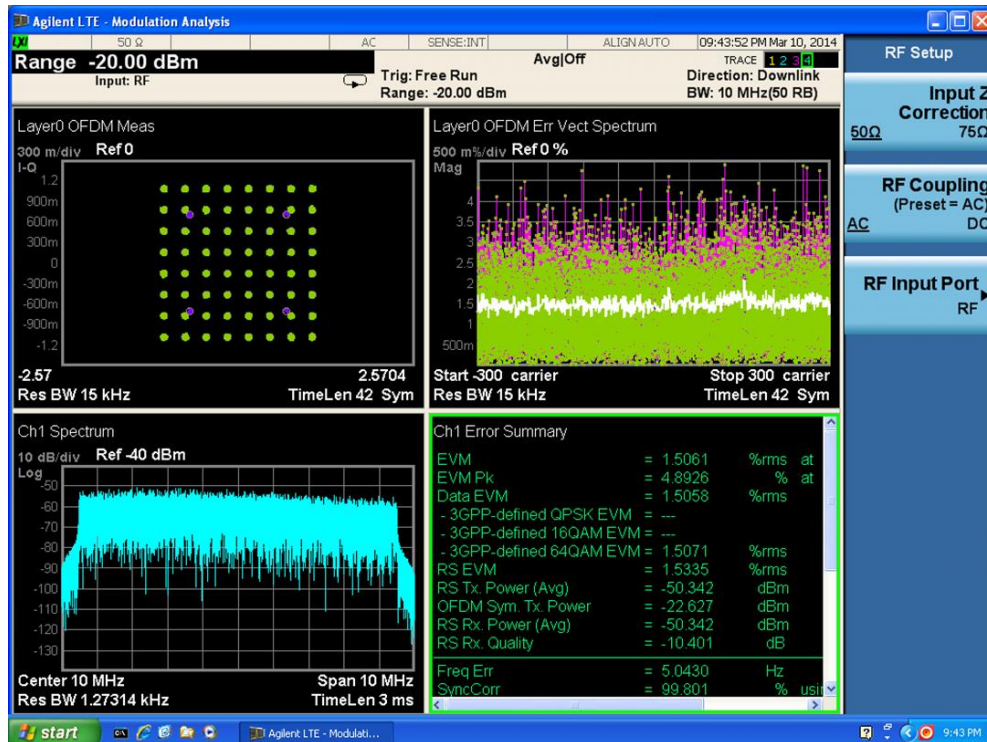 Agilent LTE - Modulation Analysis
LXI 50 Ω AC SENSE:INT ALIGN AUTO 09:43:52 PM Mar 10, 2014
Range -20.00 dBm
Input: RF
Trig: Free Run
Range: -20.00 dBm
Avg|Off
TRACE 1 2 3 4
Direction: Downlink
BW: 10 MHz(50 RB)
Layer0 OFDM Meas
300 m/div Ref 0
I-Q
1.2
900m
600m
300m
0
-300m
-600m
-900m
-1.2
-2.57 2.5704
Res BW 15 kHz TimeLen 42 Sym
Layer0 OFDM Err Vect Spectrum
500 m%/div Ref 0 %
Mag
4
3.5
3
2.5
2
1.5
1
500m
Start -300 carrier Stop 300 carrier
Res BW 15 kHz TimeLen 42 Sym
Ch1 Spectrum
10 dB/div Ref -40 dBm
Log
-50
-60
-70
-80
-90
-100
-110
-120
-130
Center 10 MHz Span 10 MHz
Res BW 1.27314 kHz TimeLen 3 ms
Ch1 Error Summary
EVM = 1.5061 %rms at
EVM Pk = 4.8926 % at
Data EVM = 1.5058 %rms
- 3GPP-defined QPSK EVM = ---
- 3GPP-defined 16QAM EVM = ---
- 3GPP-defined 64QAM EVM = 1.5071 %rms
RS EVM = 1.5335 %rms
RS Tx. Power (Avg) = -50.342 dBm
OFDM Sym. Tx. Power = -22.627 dBm
RS Rx. Power (Avg) = -50.342 dBm
RS Rx. Quality = -10.401 dB
Freq Err = 5.0430 Hz
SyncCorr = 99.801 % usin
RF Setup
Input Z
Correction
50Ω 75Ω
RF Coupling
(Preset = AC)
AC DC
RF Input Port
RF
start
Agilent LTE - Modulati...
9:43 PM